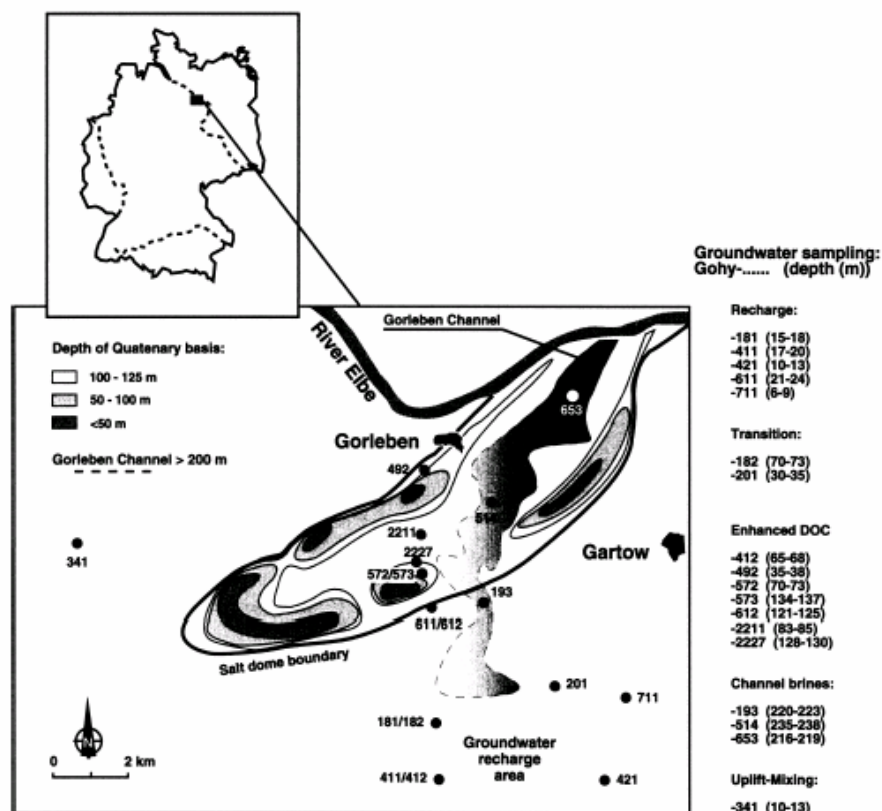 Groundwater sampling:
Gohy-...... (depth (m))
Recharge:
-181 (15-18)
-411 (17-20)
-421 (10-13)
-611 (21-24)
-711 (6-9)
Transition:
-182 (70-73)
-201 (30-35)
Enhanced DOC
-412 (65-68)
-492 (35-38)
-572 (70-73)
-573 (134-137)
-612 (121-125)
-2211 (83-85)
-2227 (128-130)
Channel brines:
-193 (220-223)
-514 (235-238)
-653 (216-219)
Uplift-Mixing:
-341 (10-13)
Gorleben Channel
River Elbe
Depth of Quatenary basis:
100 - 125 m
50 - 100 m
<50 m
Gorleben Channel > 200 m
653
Gorleben
492
2211
341
2227
572/573
Gartow
193
611/612
Salt dome boundary
201
711
181/182
Groundwater
recharge
area
411/412
421
N
0 2 km